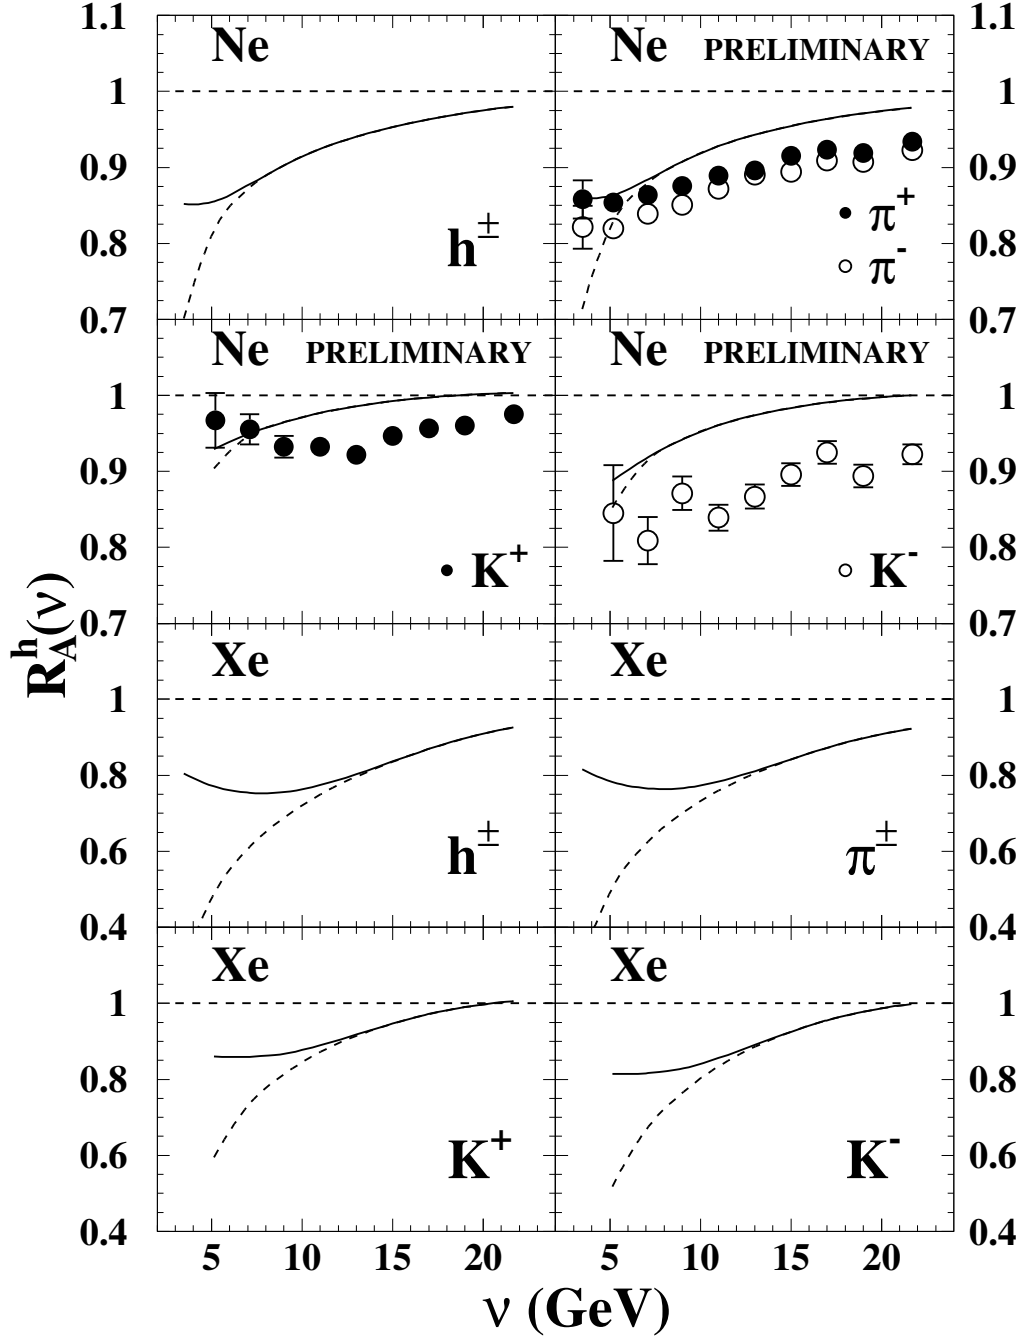 1.1 1.1
Ne Ne PRELIMINARY
1 1
0.9 0.9
π⁺
h± 
0.8 0.8
π⁻
0.7 0.7
Ne PRELIMINARY Ne PRELIMINARY
1 1
0.9 0.9
0.8 0.8
K⁺ K⁻
0.7 0.7
R_A^h(ν)
Xe Xe
1 1
0.8 0.8
h± π±
0.6 0.6
0.4 0.4
Xe Xe
1 1
0.8 0.8
K⁺ K⁻
0.6 0.6
0.4 0.4
5 10 15 20 5 10 15 20
ν (GeV)